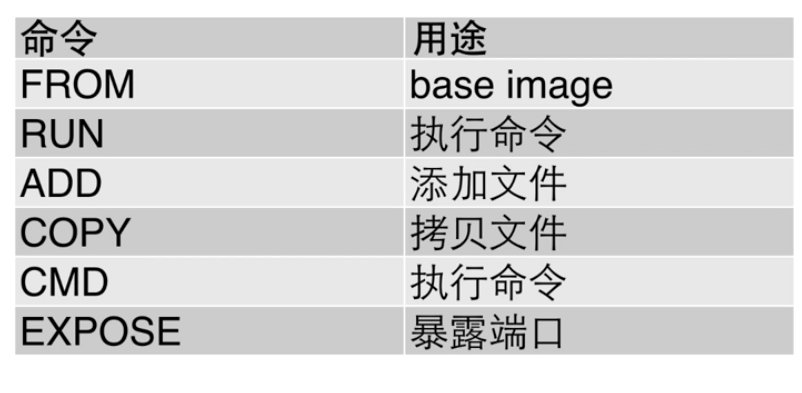 命令 用途
FROM base image
RUN 执行命令
ADD 添加文件
COPY 拷贝文件
CMD 执行命令
EXPOSE 暴露端口